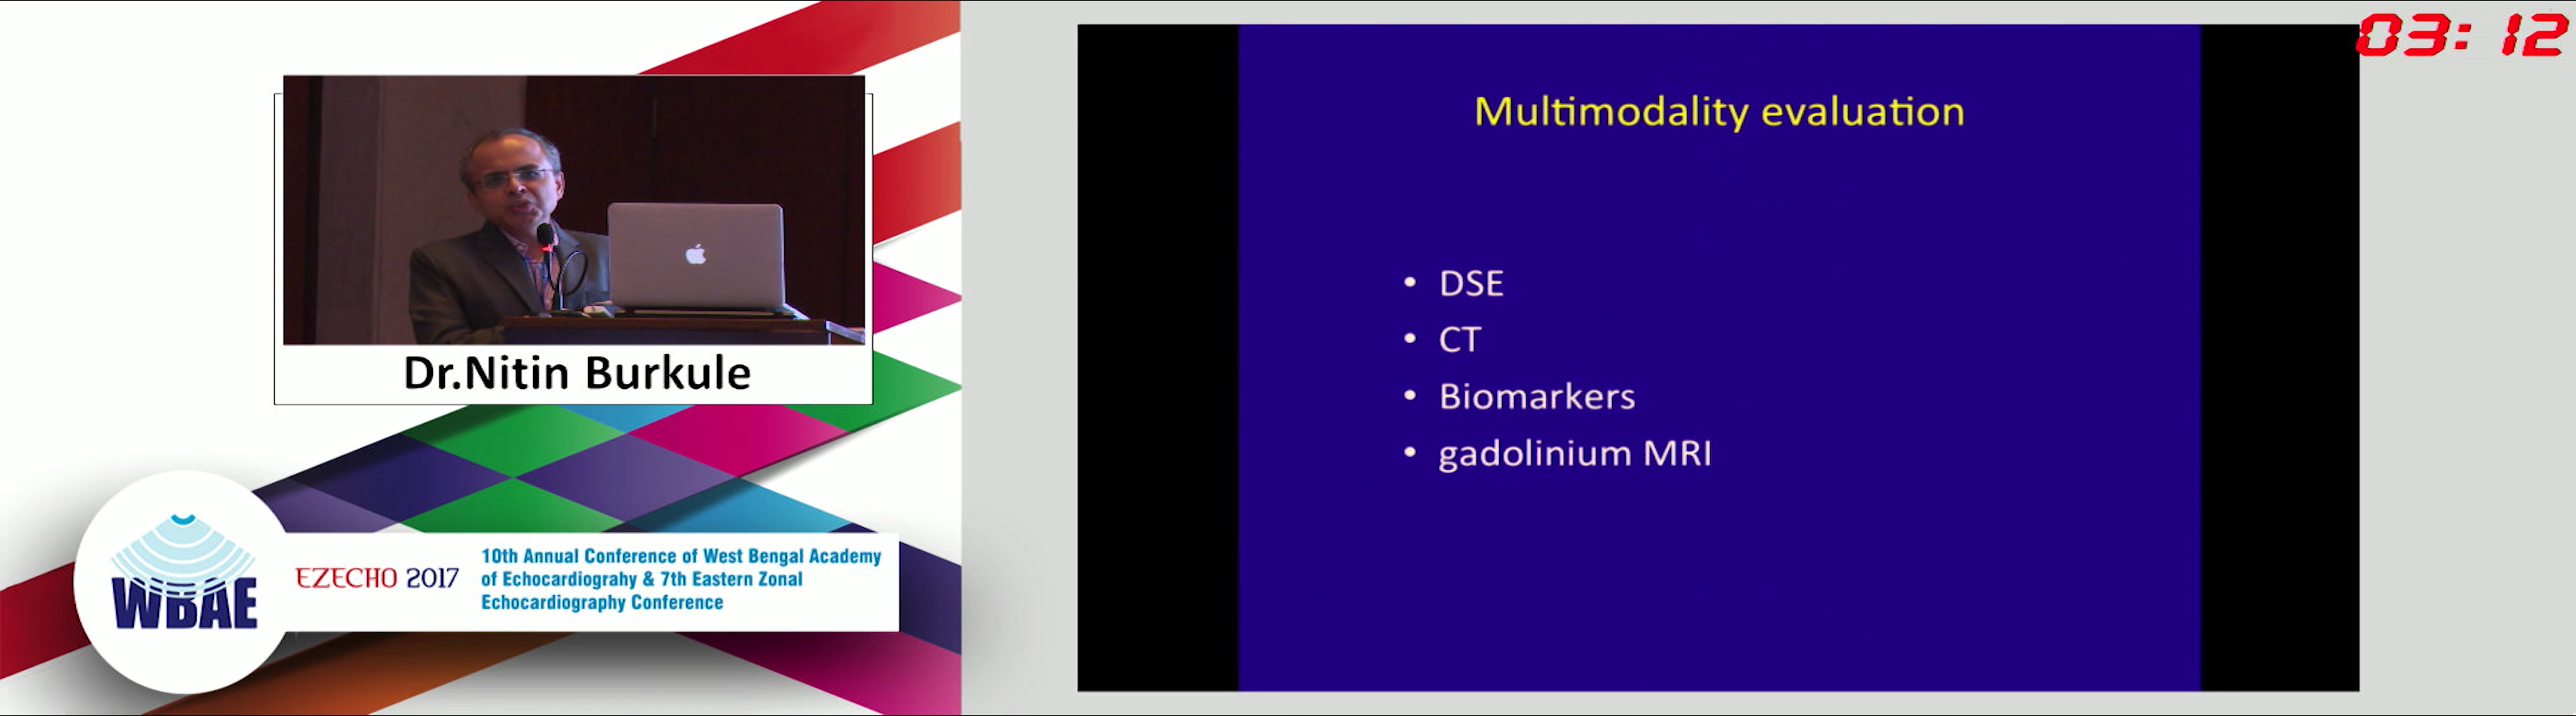 03: 12
Multimodality evaluation
• DSE
• CT
• Biomarkers
• gadolinium MRI
Dr.Nitin Burkule
WBAE
EZECHO 2017
10th Annual Conference of West Bengal Academy
of Echocardiograhy & 7th Eastern Zonal
Echocardiography Conference